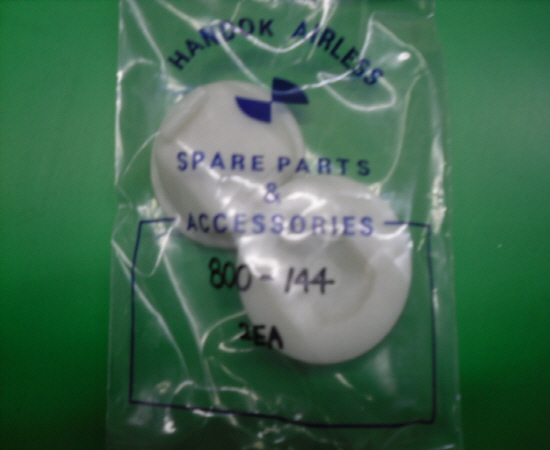 HANDOK AIRLESS
SPARE PARTS
&
ACCESSORIES
800-144
2EA